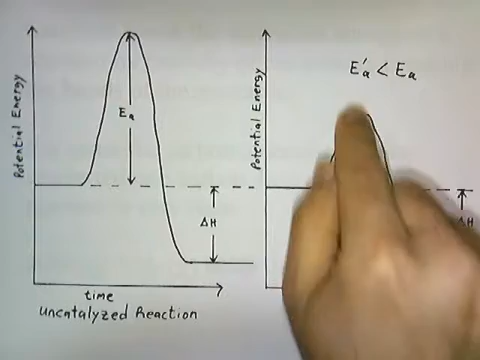 Potential Energy
Ea
ΔH
time
Uncatalyzed Reaction
Potential Energy
E'a < Ea
ΔH